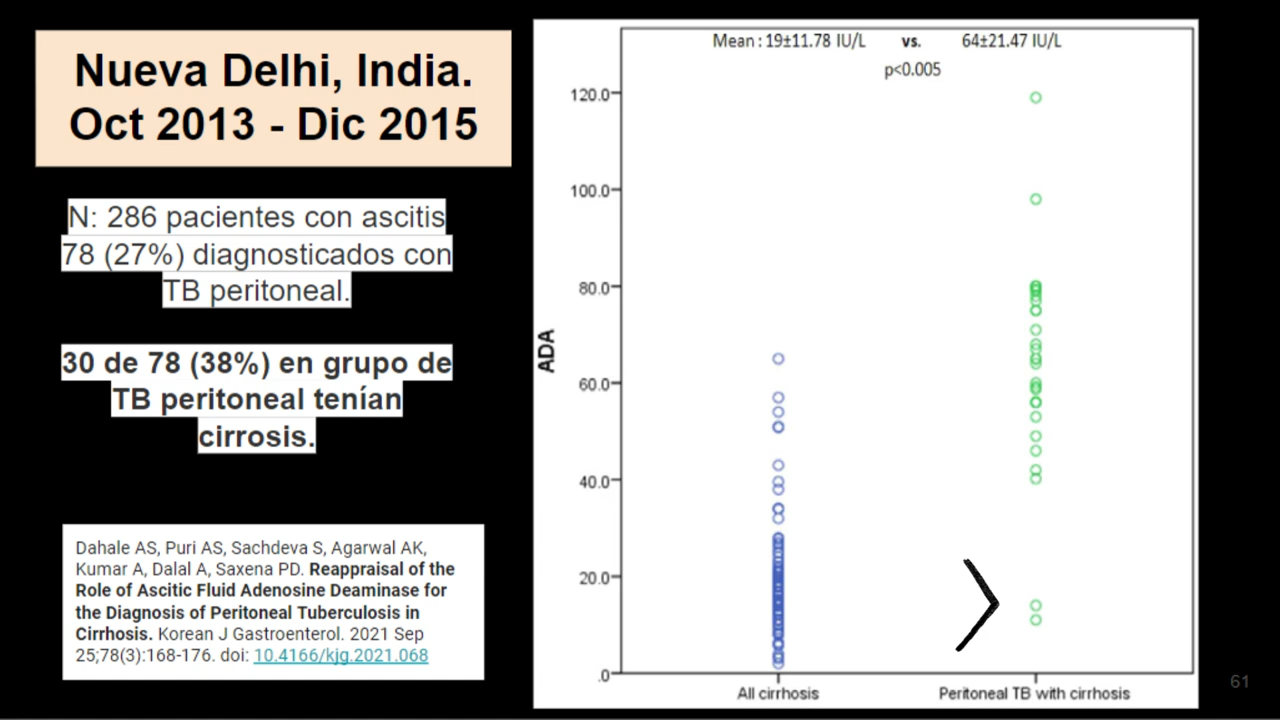 Nueva Delhi, India.
Oct 2013 - Dic 2015
N: 286 pacientes con ascitis
78 (27%) diagnosticados con
TB peritoneal.
30 de 78 (38%) en grupo de
TB peritoneal tenían
cirrosis.
Dahale AS, Puri AS, Sachdeva S, Agarwal AK,
Kumar A, Dalal A, Saxena PD. Reappraisal of the
Role of Ascitic Fluid Adenosine Deaminase for
the Diagnosis of Peritoneal Tuberculosis in
Cirrhosis. Korean J Gastroenterol. 2021 Sep
25;78(3):168-176. doi: 10.4166/kjg.2021.068
Mean : 19±11.78 IU/L vs. 64±21.47 IU/L
p<0.005
ADA
120.0
100.0
80.0
60.0
40.0
20.0
.0
All cirrhosis
Peritoneal TB with cirrhosis
61